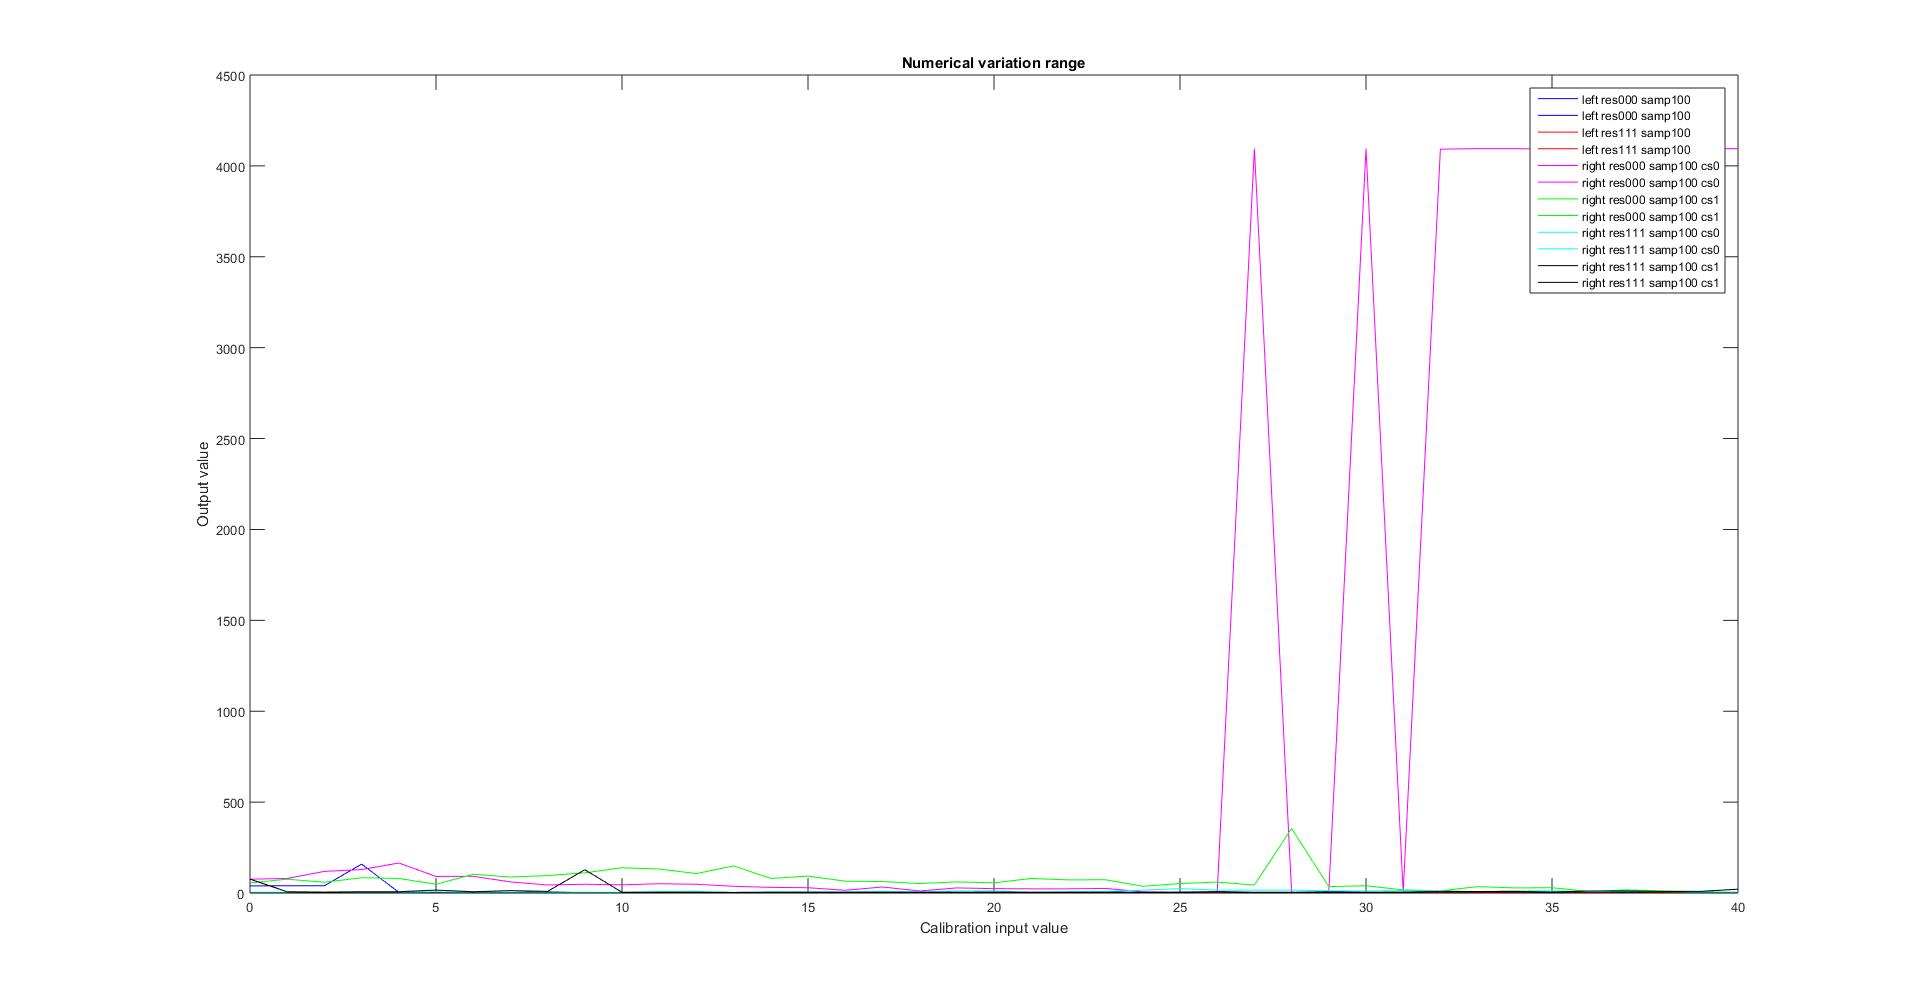 Numerical variation range
4500
4000
3500
3000
2500
2000
1500
1000
500
0
Output value
left res000 samp100
left res000 samp100
left res111 samp100
left res111 samp100
right res000 samp100 cs0
right res000 samp100 cs0
right res000 samp100 cs1
right res000 samp100 cs1
right res111 samp100 cs0
right res111 samp100 cs0
right res111 samp100 cs1
right res111 samp100 cs1
0 5 10 15 20 25 30 35 40
Calibration input value